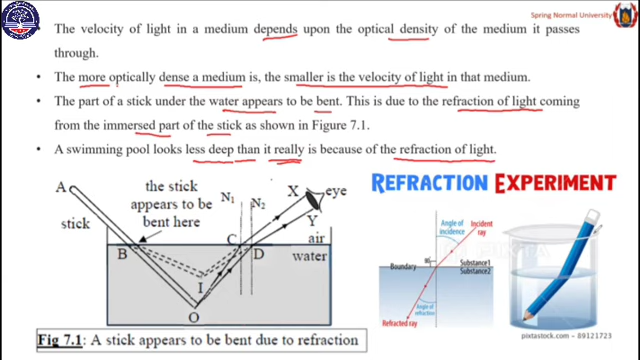 Spring Normal University
The velocity of light in a medium depends upon the optical density of the medium it passes
through.
• The more optically dense a medium is, the smaller is the velocity of light in that medium.
• The part of a stick under the water appears to be bent. This is due to the refraction of light coming
from the immersed part of the stick as shown in Figure 7.1.
• A swimming pool looks less deep than it really is because of the refraction of light.
A
stick
the stick
appears to be
bent here
N1
N2
X
eye
Y
air
water
B
C
D
I
O
Fig 7.1: A stick appears to be bent due to refraction
REFRACTION EXPERIMENT
Angle of
incidence
Incident
ray
Boundary
Substance1
Substance2
Angle of
refraction
Refracted ray
pixtastock.com - 89121723